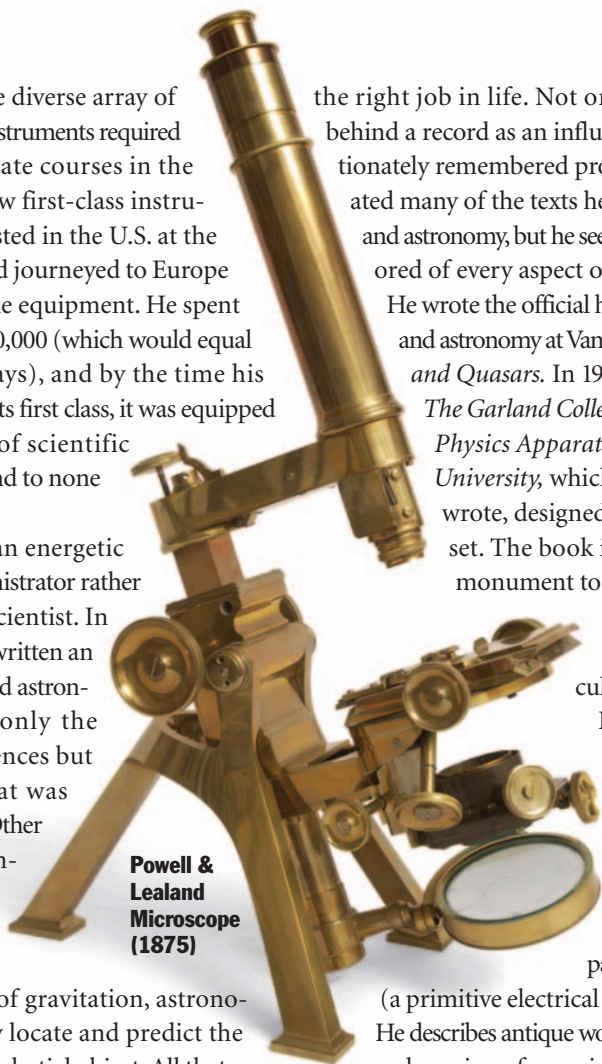 e diverse array of
struments required
ate courses in the
w first-class instru-
sted in the U.S. at the
d journeyed to Europe
e equipment. He spent
0,000 (which would equal
ays), and by the time his
ts first class, it was equipped
of scientific
nd to none
an energetic
nistrator rather
cientist. In
written an
d astron-
only the
ences but
at was
Other
n-
of gravitation, astrono-
y locate and predict the
the right job in life. Not on
behind a record as an influ
tionately remembered pro
ated many of the texts he
and astronomy, but he see
ored of every aspect o
He wrote the official h
and astronomy at Van
and Quasars. In 19
The Garland Colle
Physics Apparat
University, which
wrote, designed
set. The book i
monument to
cul
pa
(a primitive electrical
He describes antique wo
Powell &
Lealand
Microscope
(1875)